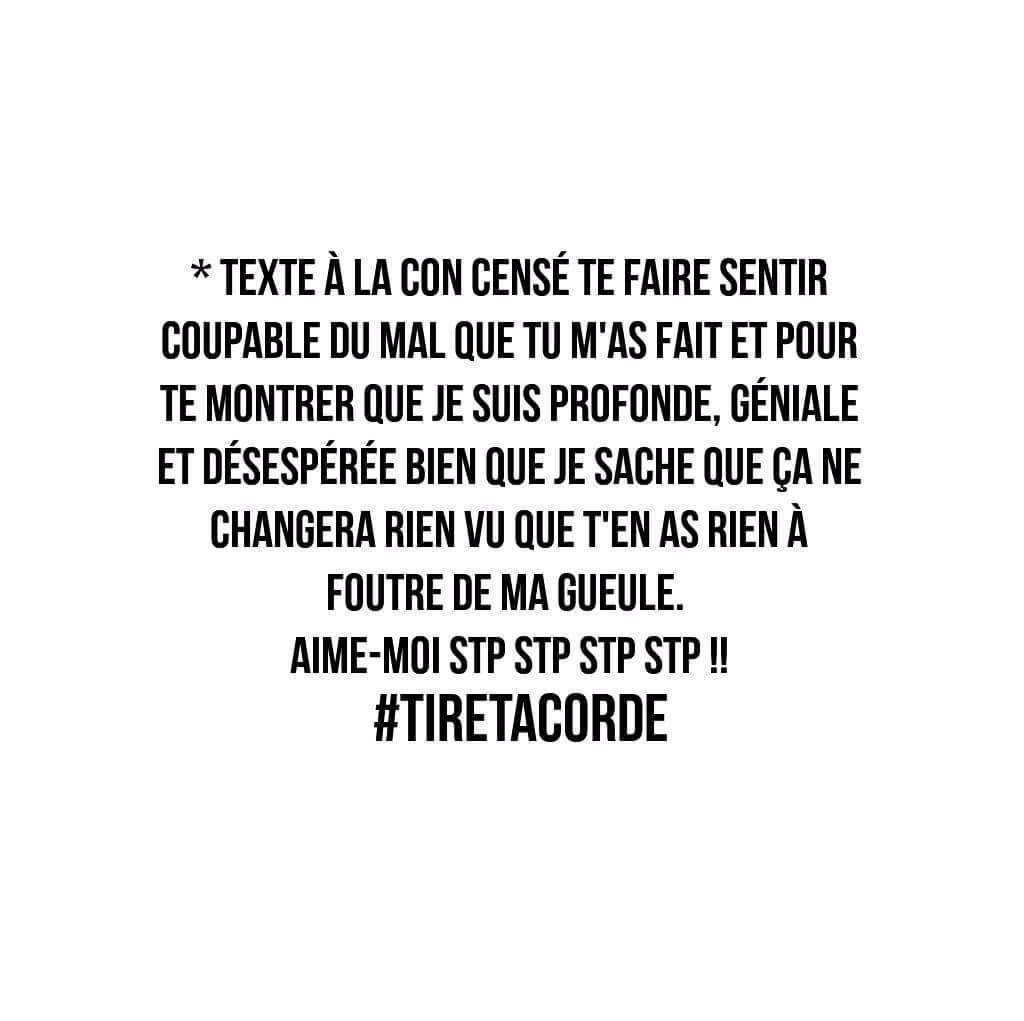 * TEXTE À LA CON CENSÉ TE FAIRE SENTIR
COUPABLE DU MAL QUE TU M'AS FAIT ET POUR
TE MONTRER QUE JE SUIS PROFONDE, GÉNIALE
ET DÉSESPÉRÉE BIEN QUE JE SACHE QUE ÇA NE
CHANGERA RIEN VU QUE T'EN AS RIEN À
FOUTRE DE MA GUEULE.
AIME-MOI STP STP STP STP !!
#TIRETACORDE